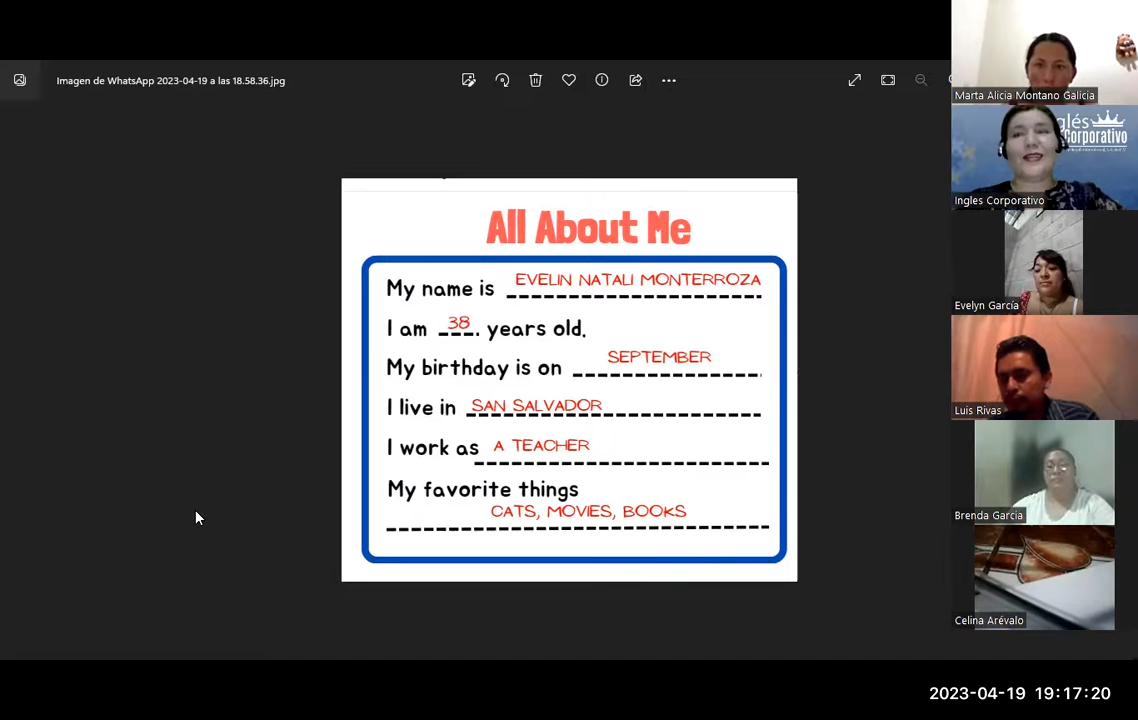 Imagen de WhatsApp 2023-04-19 a las 18.58.36.jpg
All About Me
My name is EVELIN NATALI MONTERROZA
I am 38 years old.
My birthday is on SEPTEMBER
I live in SAN SALVADOR
I work as A TEACHER
My favorite things
CATS, MOVIES, BOOKS
Marta Alicia Montano Galicia
glés
Corporativo
Ingles Corporativo
Evelyn García
Luis Rivas
Brenda Garcia
Celina Arévalo
2023-04-19 19:17:20